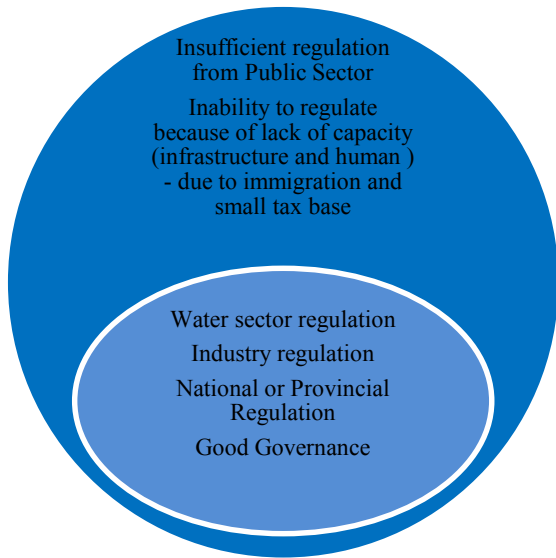 Insufficient regulation
from Public Sector
Inability to regulate
because of lack of capacity
(infrastructure and human )
- due to immigration and
small tax base
Water sector regulation
Industry regulation
National or Provincial
Regulation
Good Governance